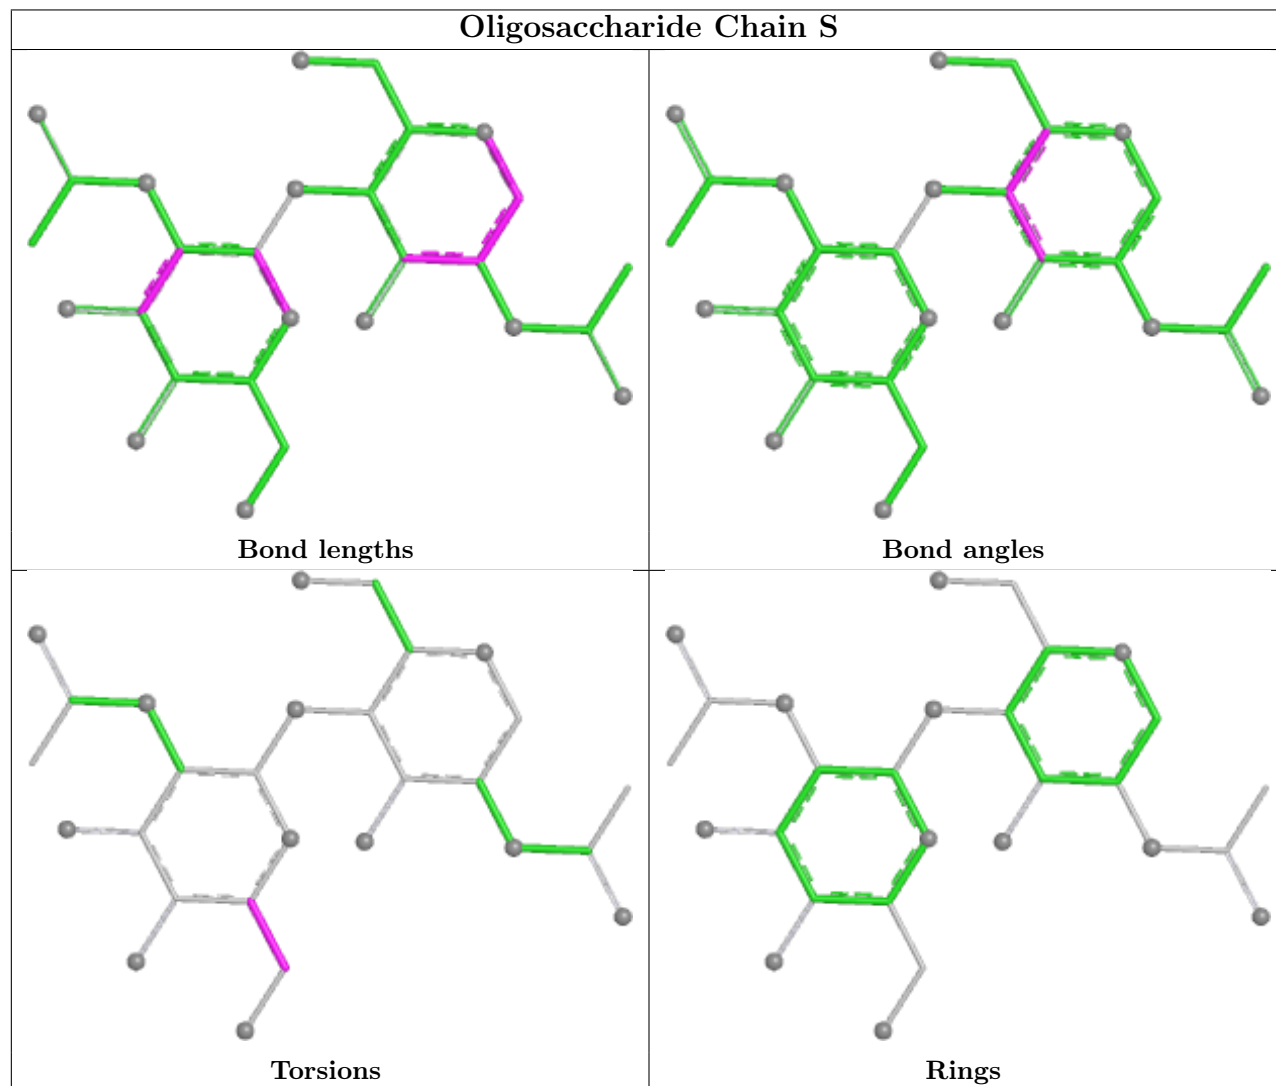 Oligosaccharide Chain S
Bond lengths
Bond angles
Torsions
Rings